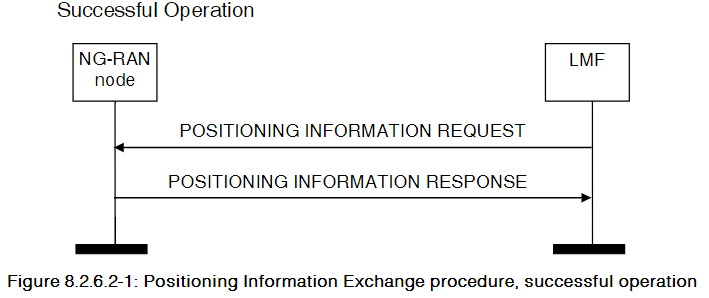 Successful Operation
NG-RAN
node
LMF
POSITIONING INFORMATION REQUEST
POSITIONING INFORMATION RESPONSE
Figure 8.2.6.2-1: Positioning Information Exchange procedure, successful operation